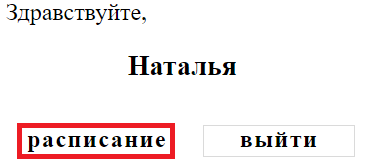 Здравствуйте,
Наталья
расписание выйти